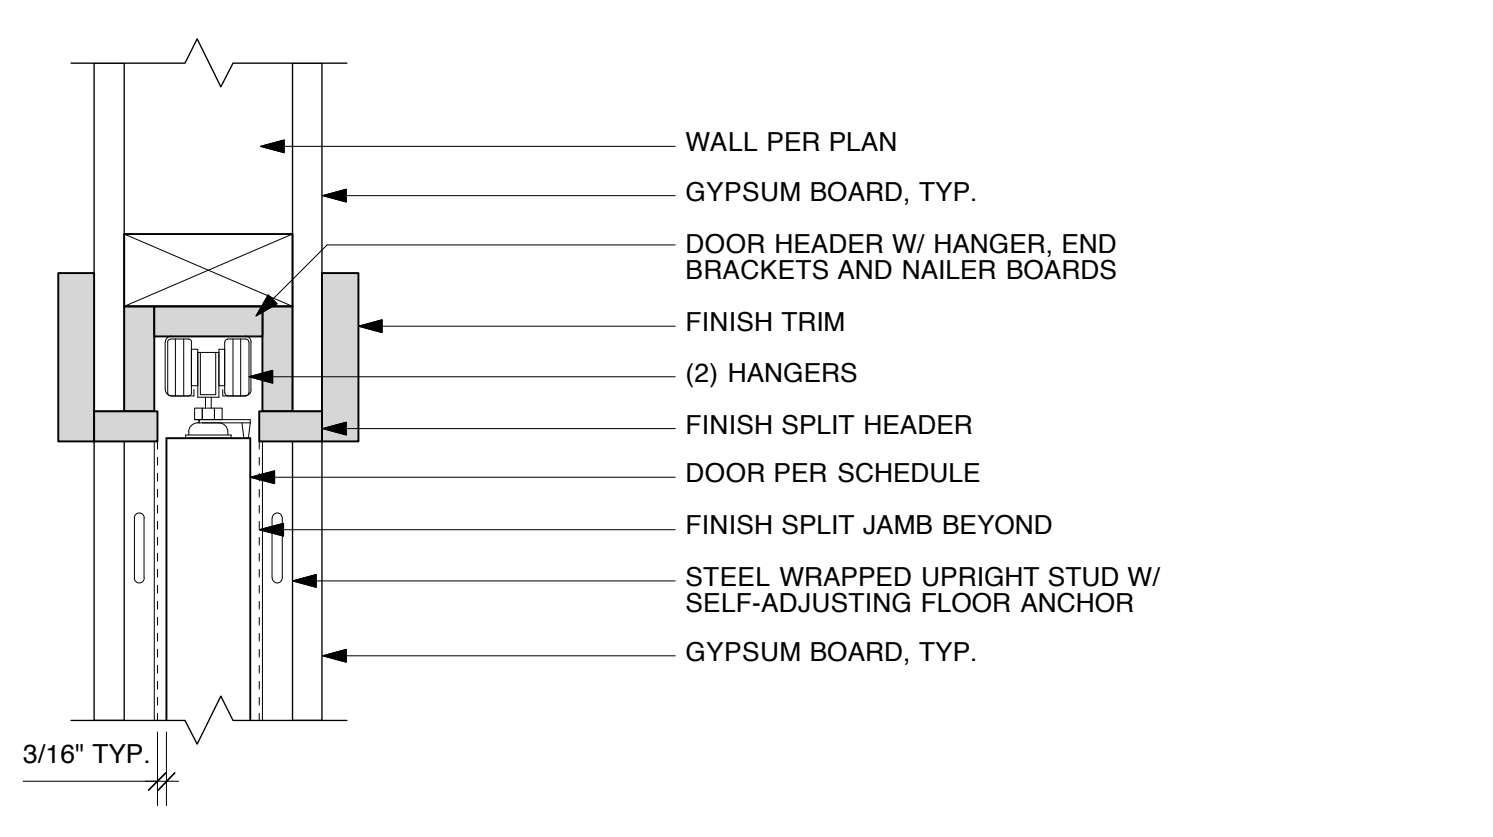 WALL PER PLAN
GYPSUM BOARD, TYP.
DOOR HEADER W/ HANGER, END
BRACKETS AND NAILER BOARDS
FINISH TRIM
(2) HANGERS
FINISH SPLIT HEADER
DOOR PER SCHEDULE
FINISH SPLIT JAMB BEYOND
STEEL WRAPPED UPRIGHT STUD W/
SELF-ADJUSTING FLOOR ANCHOR
GYPSUM BOARD, TYP.
3/16" TYP.